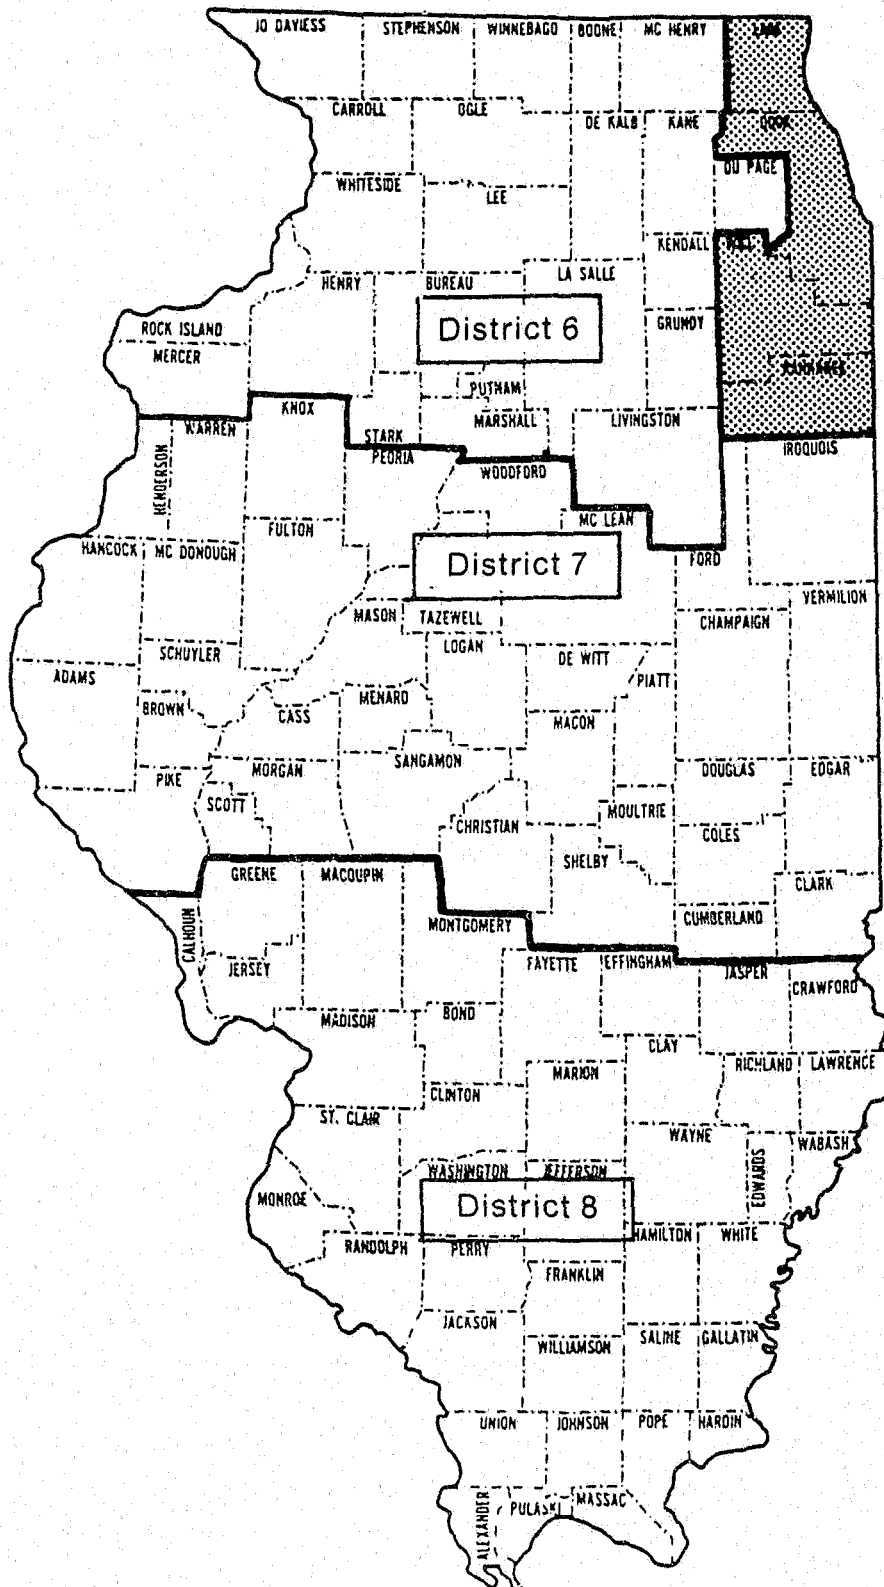 JO DAVIESS
STEPHENSON
WINNEBAGO
BOONE
MC HENRY
LAKE
CARROLL
OGLE
DE KALB
KANE
COOK
DU PAGE
WHITESIDE
LEE
KENDALL
WILL
HENRY
BUREAU
LA SALLE
ROCK ISLAND
MERCER
District 6
GRUNDY
KANKAKEE
PUTNAM
KNOX
STARK
MARSHALL
LIVINGSTON
WARREN
HENDERSON
PEORIA
WOODFORD
IROQUOIS
MC LEAN
FULTON
HANCOCK
MC DONOUGH
District 7
FORD
VERMILION
MASON
TAZEWELL
CHAMPAIGN
LOGAN
SCHUYLER
DE WITT
ADAMS
PIATT
BROWN
CASS
MENARD
MACON
PIKE
MORGAN
SANGAMON
DOUGLAS
EDGAR
SCOTT
CHRISTIAN
MOULTRIE
COLES
SHELBY
GREENE
MACOUPIN
CLARK
CUMBERLAND
MONTGOMERY
CALHOUN
JERSEY
FAYETTE
EFFINGHAM
JASPER
CRAWFORD
MADISON
BOND
CLAY
RICHLAND
LAWRENCE
MARION
CLINTON
ST. CLAIR
WAYNE
WABASH
EDWARDS
WASHINGTON
JEFFERSON
MONROE
District 8
RANDOLPH
PERRY
HAMILTON
WHITE
FRANKLIN
JACKSON
WILLIAMSON
SALINE
GALLATIN
UNION
JOHNSON
POPE
HARDIN
ALEXANDER
PULASKI
MASSAC